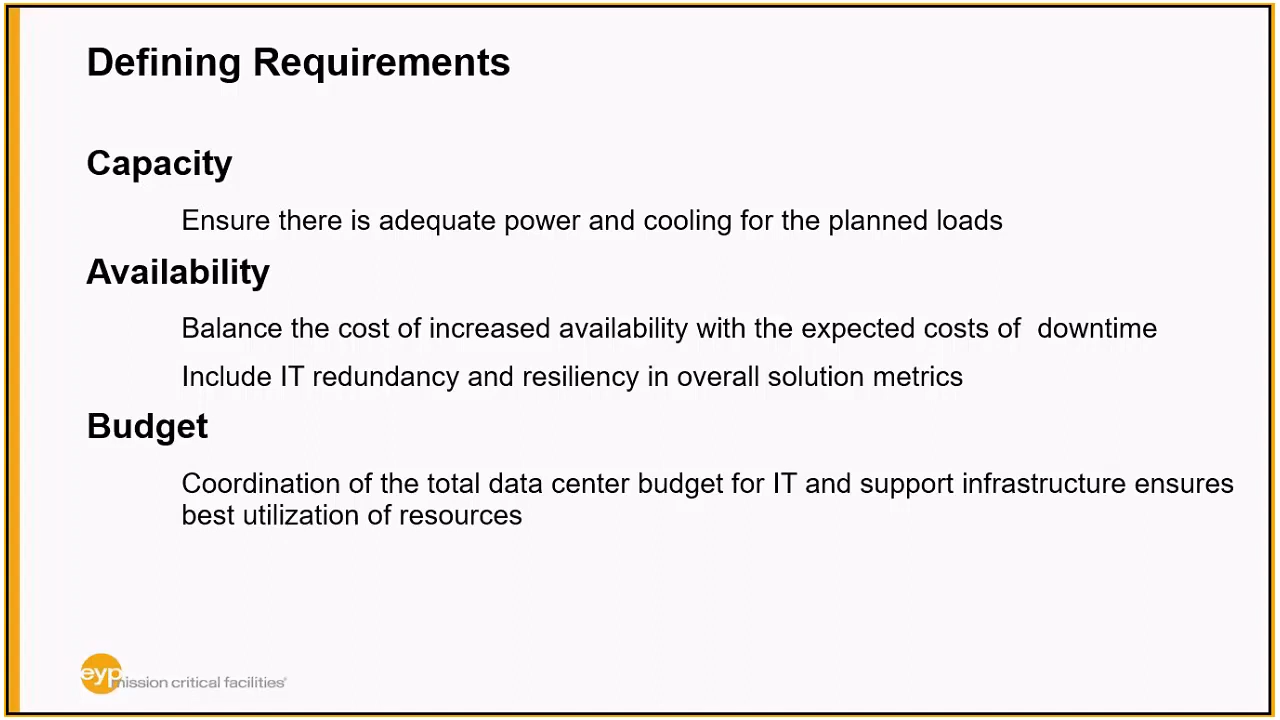 Defining Requirements
Capacity
Ensure there is adequate power and cooling for the planned loads
Availability
Balance the cost of increased availability with the expected costs of  downtime
Include IT redundancy and resiliency in overall solution metrics
Budget
Coordination of the total data center budget for IT and support infrastructure ensures
best utilization of resources
eyp mission critical facilities